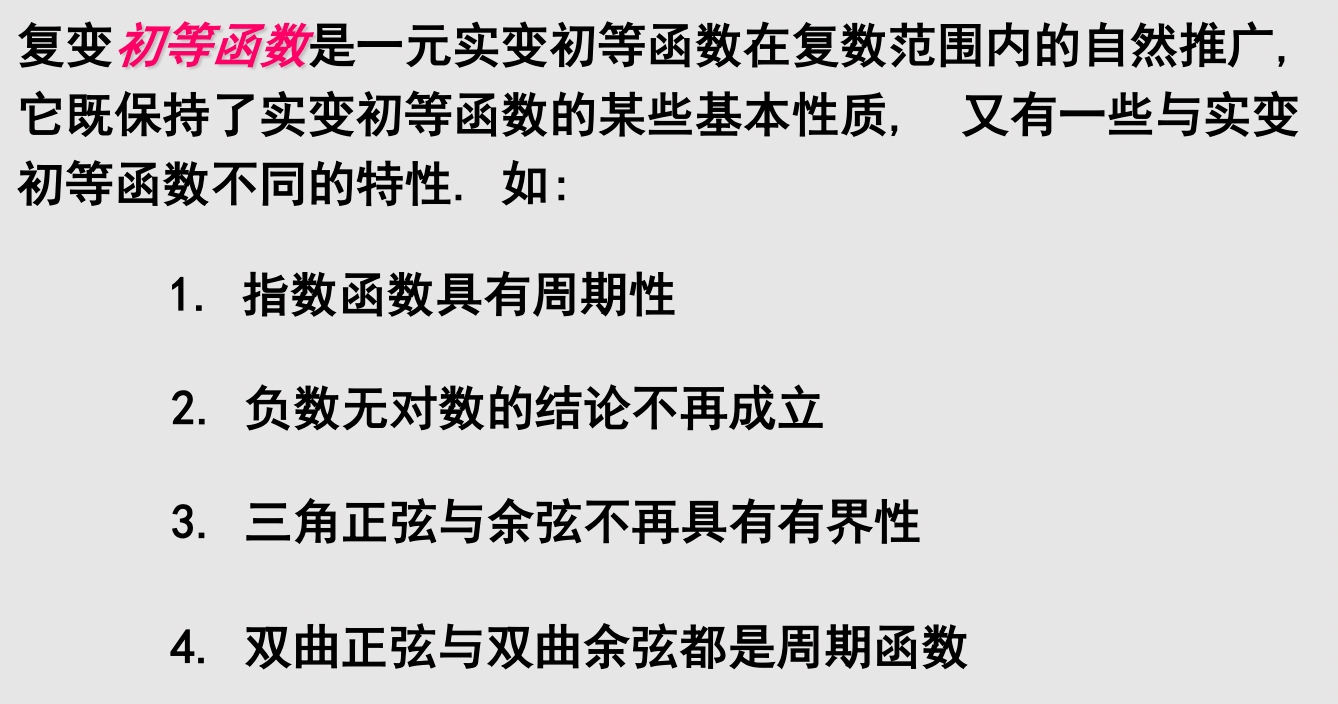 复变初等函数是一元实变初等函数在复数范围内的自然推广,
它既保持了实变初等函数的某些基本性质, 又有一些与实变
初等函数不同的特性. 如:
1. 指数函数具有周期性
2. 负数无对数的结论不再成立
3. 三角正弦与余弦不再具有有界性
4. 双曲正弦与双曲余弦都是周期函数